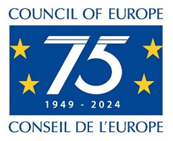 COUNCIL OF EUROPE
75
1949 - 2024
CONSEIL DE L'EUROPE